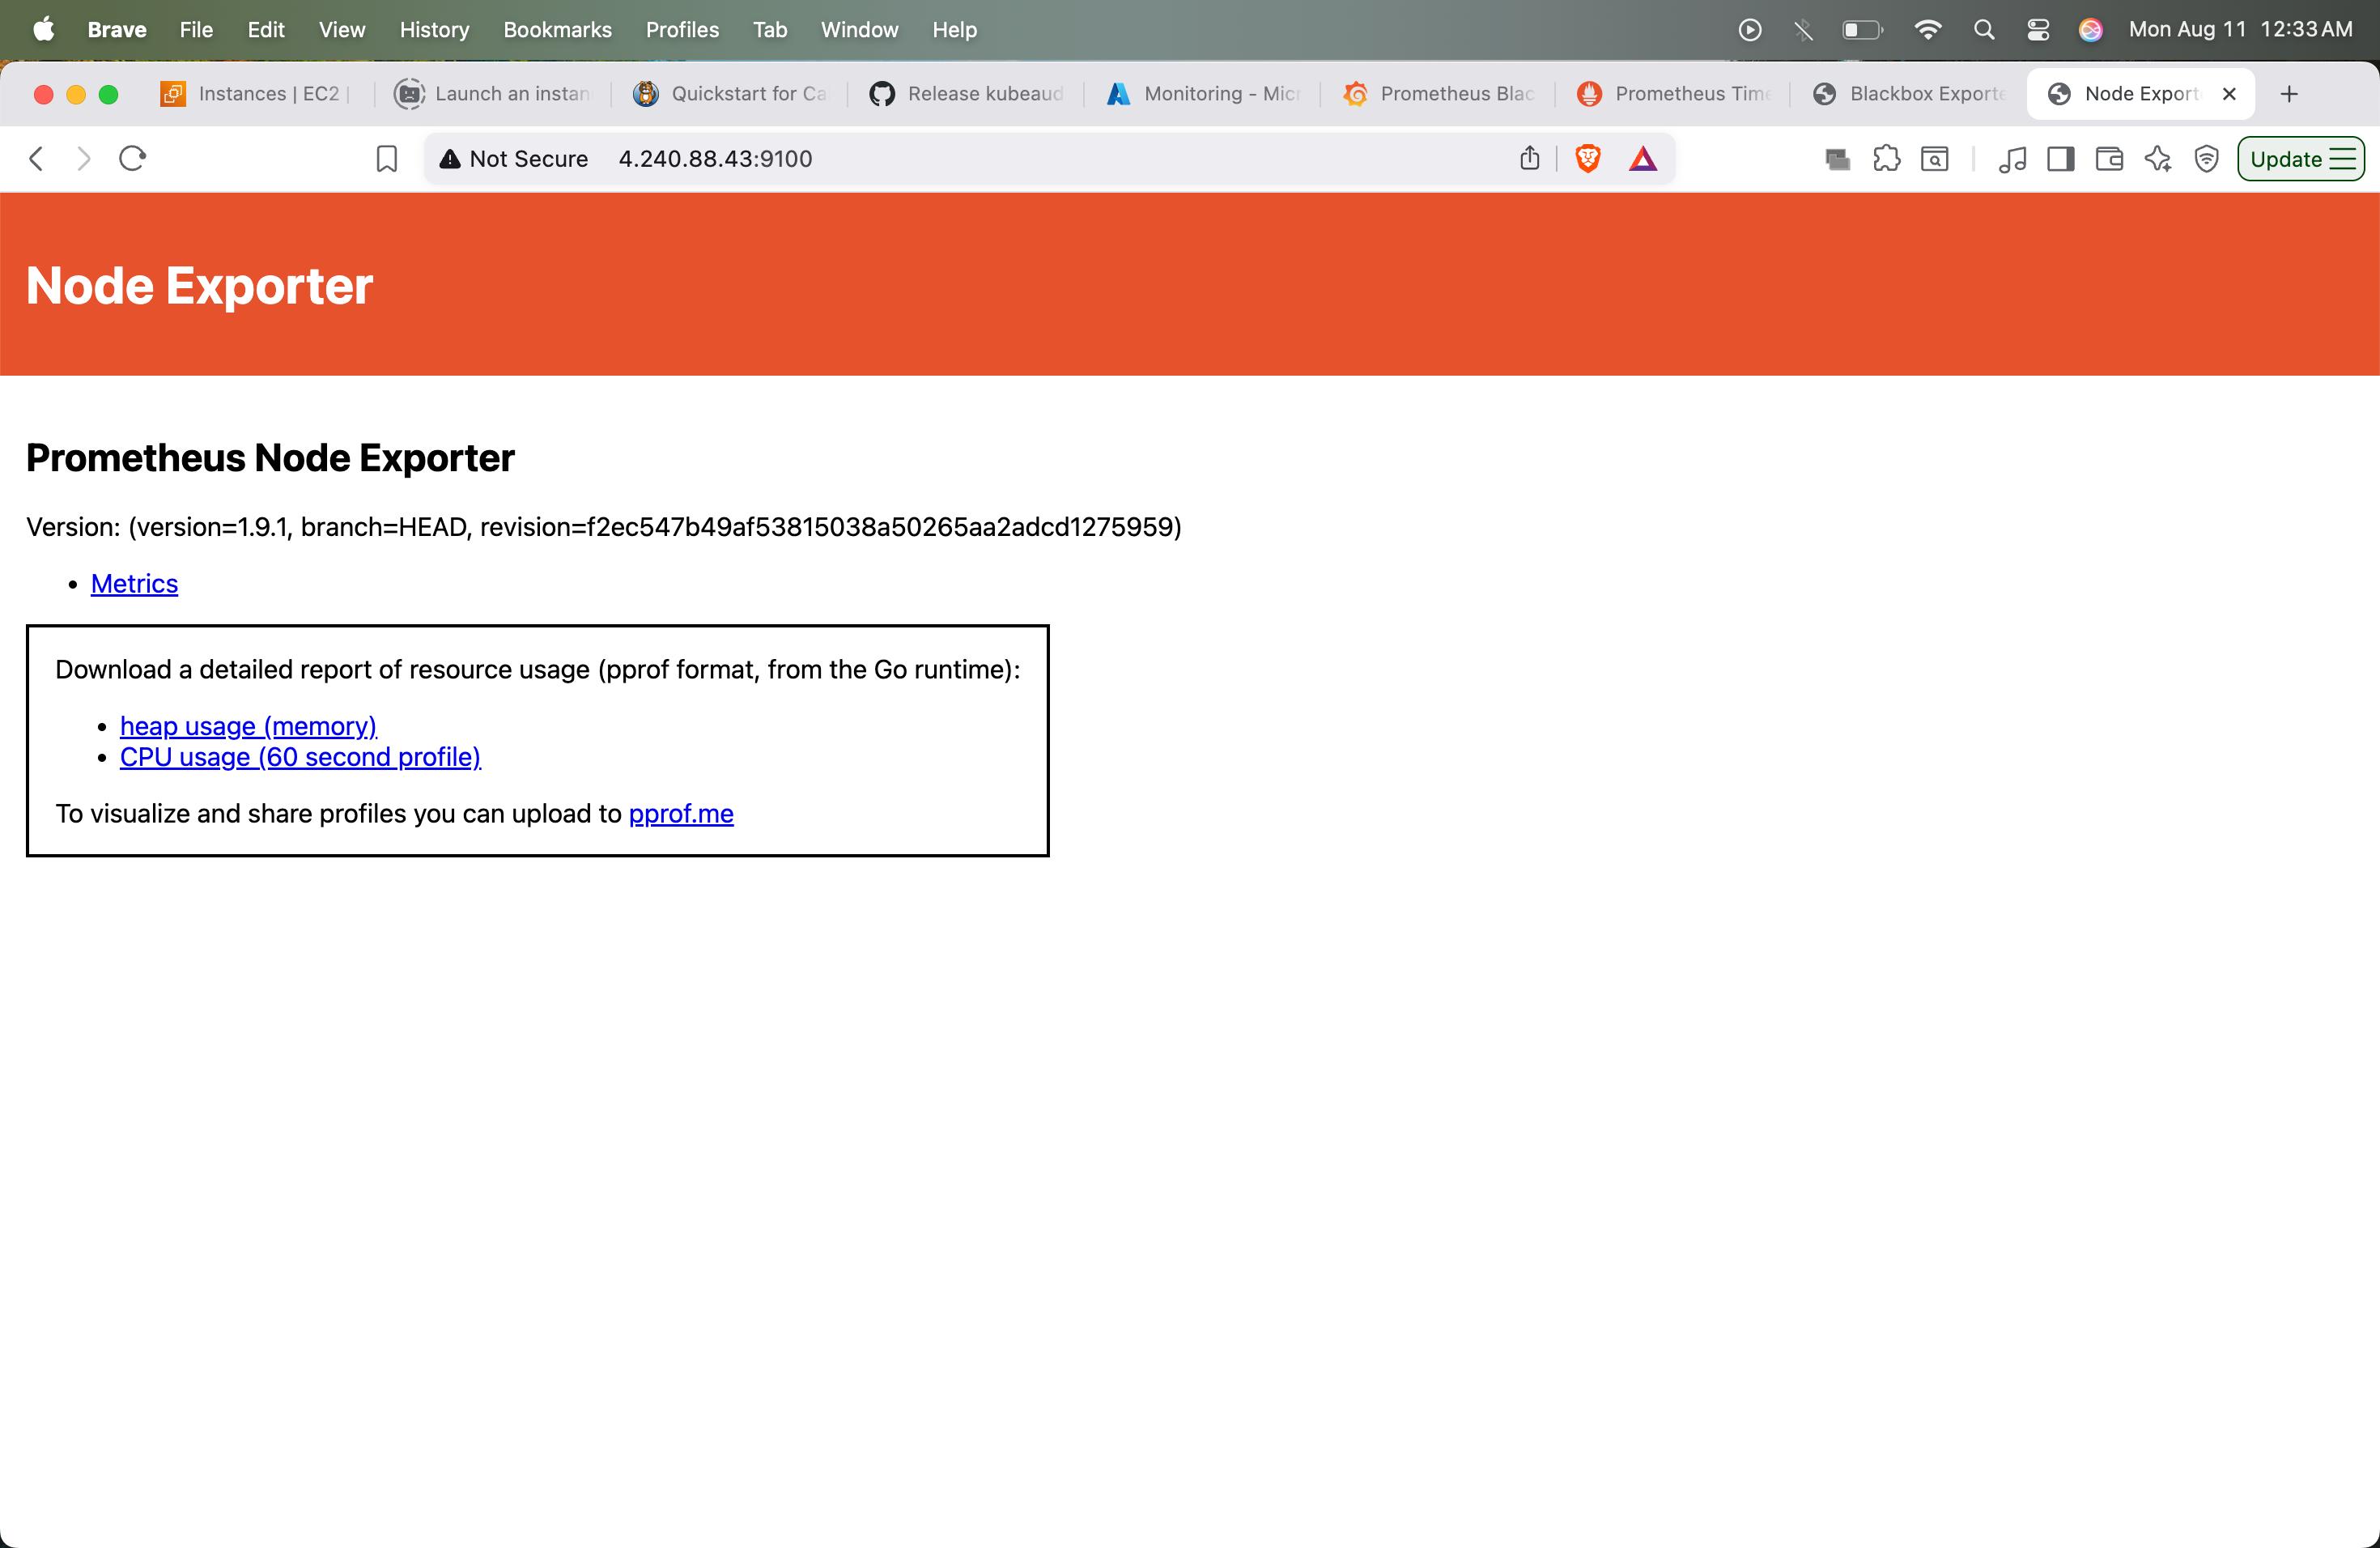 Brave File Edit View History Bookmarks Profiles Tab Window Help Mon Aug 11 12:33 AM
Instances | EC2 | Launch an instan Quickstart for Ca Release kubeaud Monitoring - Micr Prometheus Blac Prometheus Time Blackbox Exporte Node Export
Not Secure 4.240.88.43:9100 Update
Node Exporter
Prometheus Node Exporter
Version: (version=1.9.1, branch=HEAD, revision=f2ec547b49af53815038a50265aa2adcd1275959)
• Metrics
Download a detailed report of resource usage (pprof format, from the Go runtime):
• heap usage (memory)
• CPU usage (60 second profile)
To visualize and share profiles you can upload to pprof.me